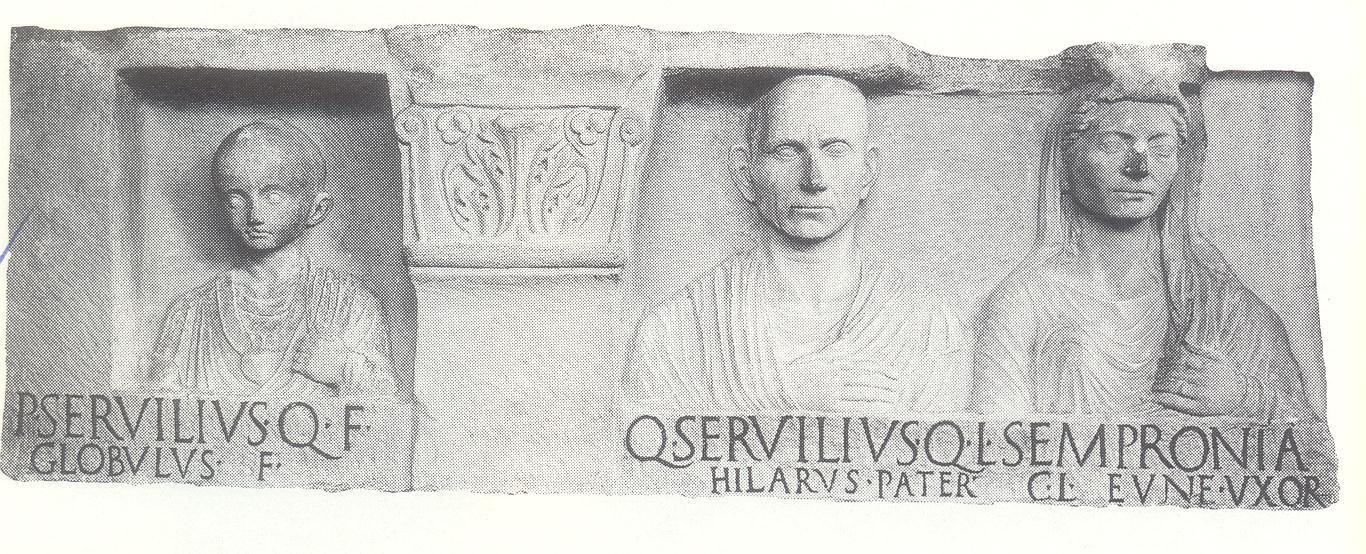 P·SERVILIVS·Q·F·
GLOBVLVS· F·
Q·SERVILIVS·Q·L·
HILARVS·PATER
SEMPRONIA
C·L· EVNE·VXOR